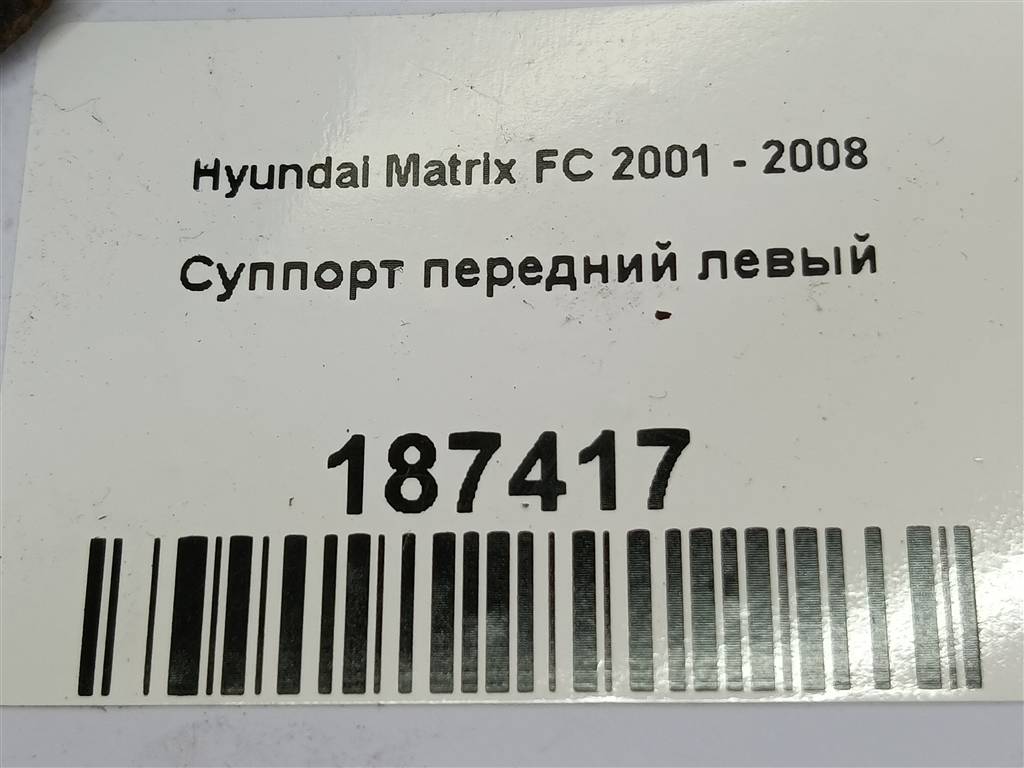 Hyundai Matrix FC 2001 - 2008
Суппорт передний левый
187417